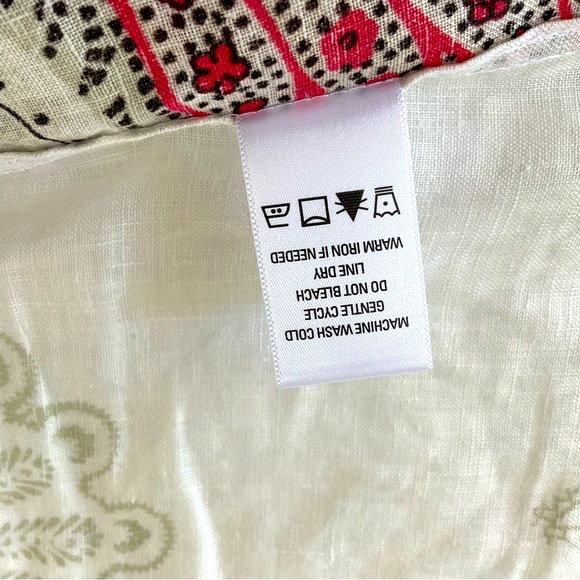 MACHINE WASH COLD
GENTLE CYCLE
DO NOT BLEACH
LINE DRY
WARM IRON IF NEEDED